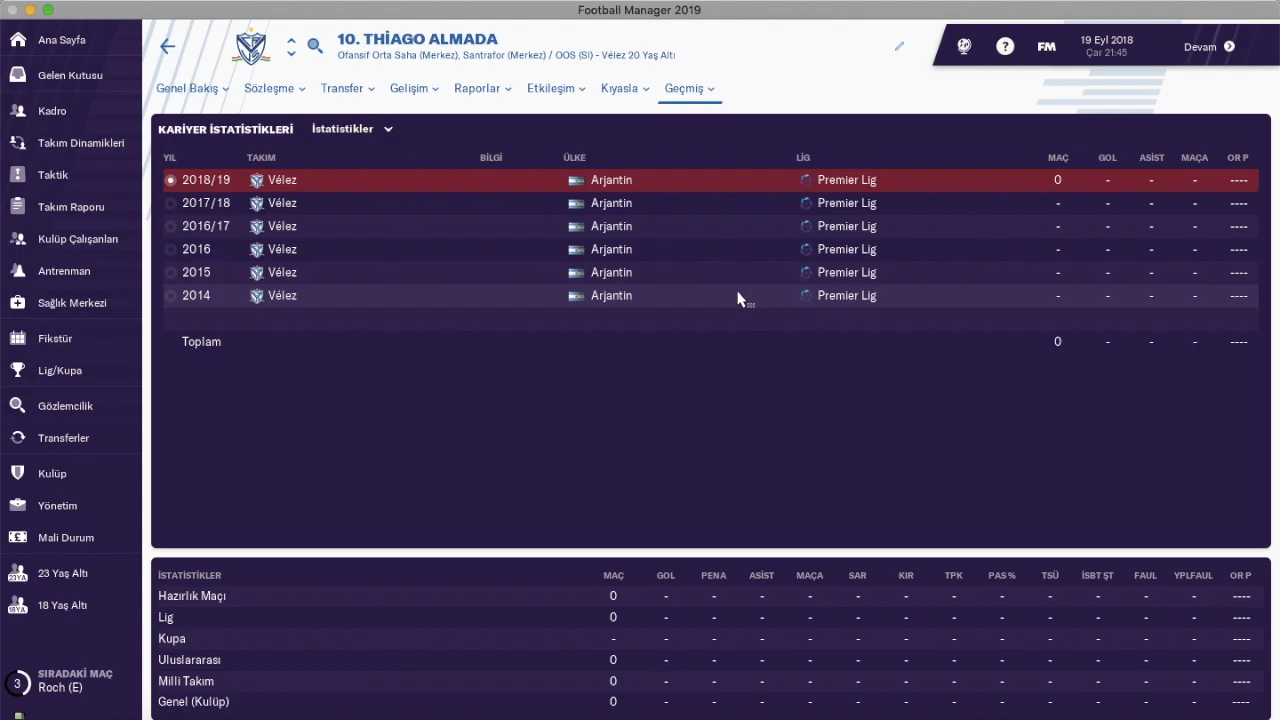 Football Manager 2019
Ana Sayfa
Gelen Kutusu
Kadro
Takım Dinamikleri
Taktik
Takım Raporu
Kulüp Çalışanları
Antrenman
Sağlık Merkezi
Fikstür
Lig/Kupa
Gözlemcilik
Transferler
Kulüp
Yönetim
Mali Durum
23YA 23 Yaş Altı
18YA 18 Yaş Altı
3 SIRADAKİ MAÇ
Roch (E)
10. THİAGO ALMADA
Ofansif Orta Saha (Merkez), Santrafor (Merkez) / OOS (Sl) - Vélez 20 Yaş Altı
? FM 19 Eyl 2018 Devam
Çar 21:45
Genel Bakış Sözleşme Transfer Gelişim Raporlar Etkileşim Kıyasla Geçmiş
KARİYER İSTATİSTİKLERİ İstatistikler
YIL TAKIM BİLGİ ÜLKE LİG MAÇ GOL ASİST MAÇA OR P
2018/19 Vélez Arjantin Premier Lig 0 - - - ----
2017/18 Vélez Arjantin Premier Lig - - - - ----
2016/17 Vélez Arjantin Premier Lig - - - - ----
2016 Vélez Arjantin Premier Lig - - - - ----
2015 Vélez Arjantin Premier Lig - - - - ----
2014 Vélez Arjantin Premier Lig - - - - ----
Toplam 0 - - - ----
İSTATİSTİKLER MAÇ GOL PENA ASİST MAÇA SAR KIR TPK PAS % TSÜ İSBT ŞT FAUL YPLFAUL OR P
Hazırlık Maçı 0 - - - - - - - - - - - - ----
Lig 0 - - - - - - - - - - - - ----
Kupa - - - - - - - - - - - - - ----
Uluslararası 0 - - - - - - - - - - - - ----
Milli Takım 0 - - - - - - - - - - - - ----
Genel (Kulüp) 0 - - - - - - - - - - - - ----